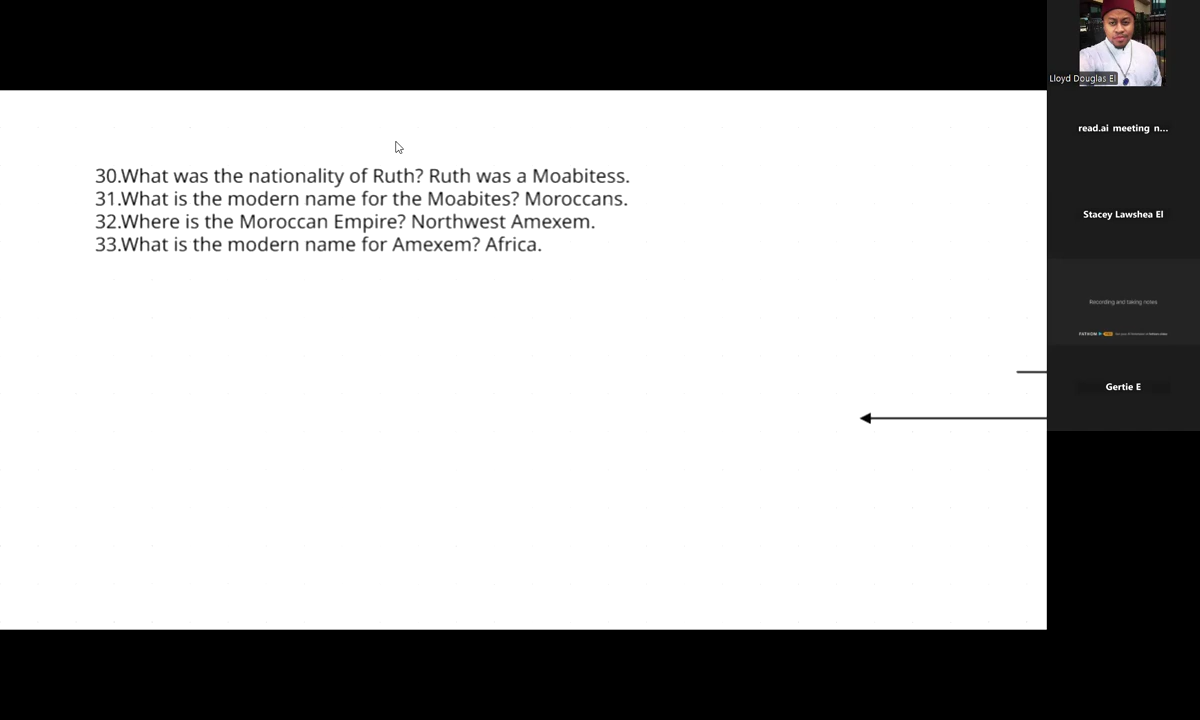 Lloyd Douglas El
30.What was the nationality of Ruth? Ruth was a Moabitess.
31.What is the modern name for the Moabites? Moroccans.
32.Where is the Moroccan Empire? Northwest Amexem.
33.What is the modern name for Amexem? Africa.
read.ai meeting n...
Stacey Lawshea El
Recording and taking notes
FATHOM
Gertie E